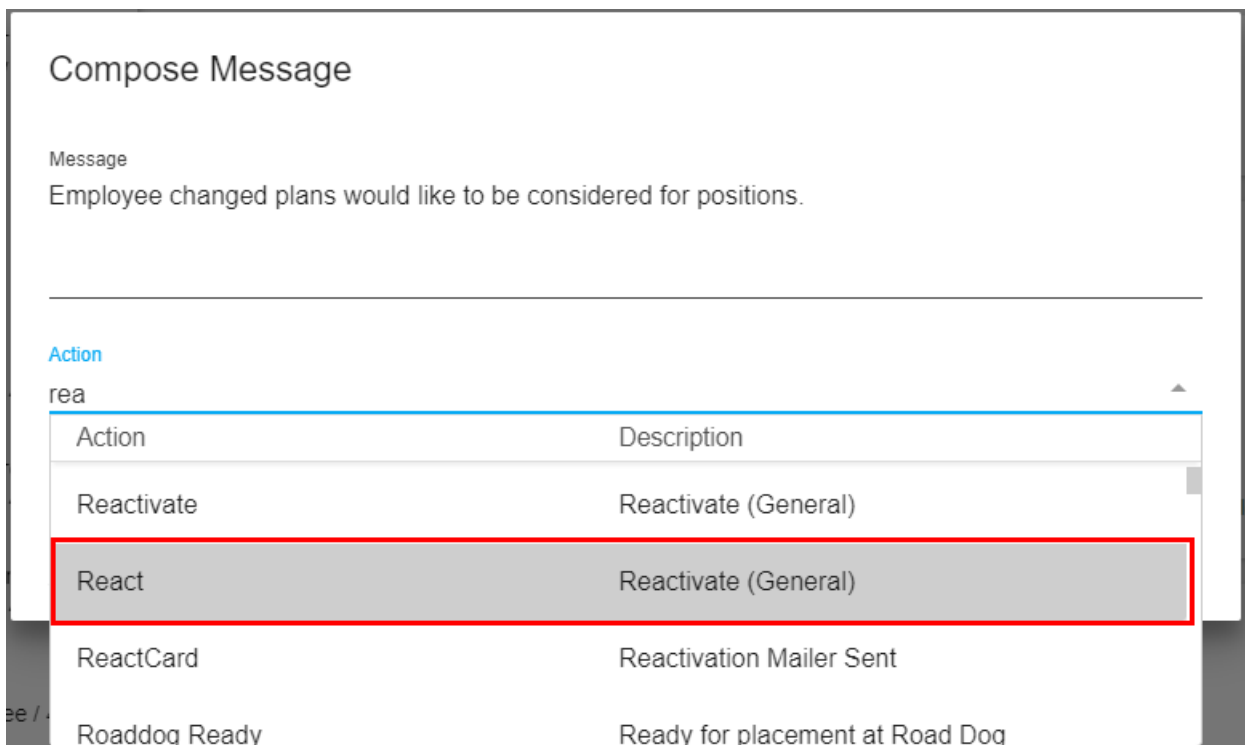 Compose Message
Message
Employee changed plans would like to be considered for positions.
Action
rea
Action Description
Reactivate Reactivate (General)
React Reactivate (General)
ReactCard Reactivation Mailer Sent
ee /
Roaddog Ready Ready for placement at Road Dog